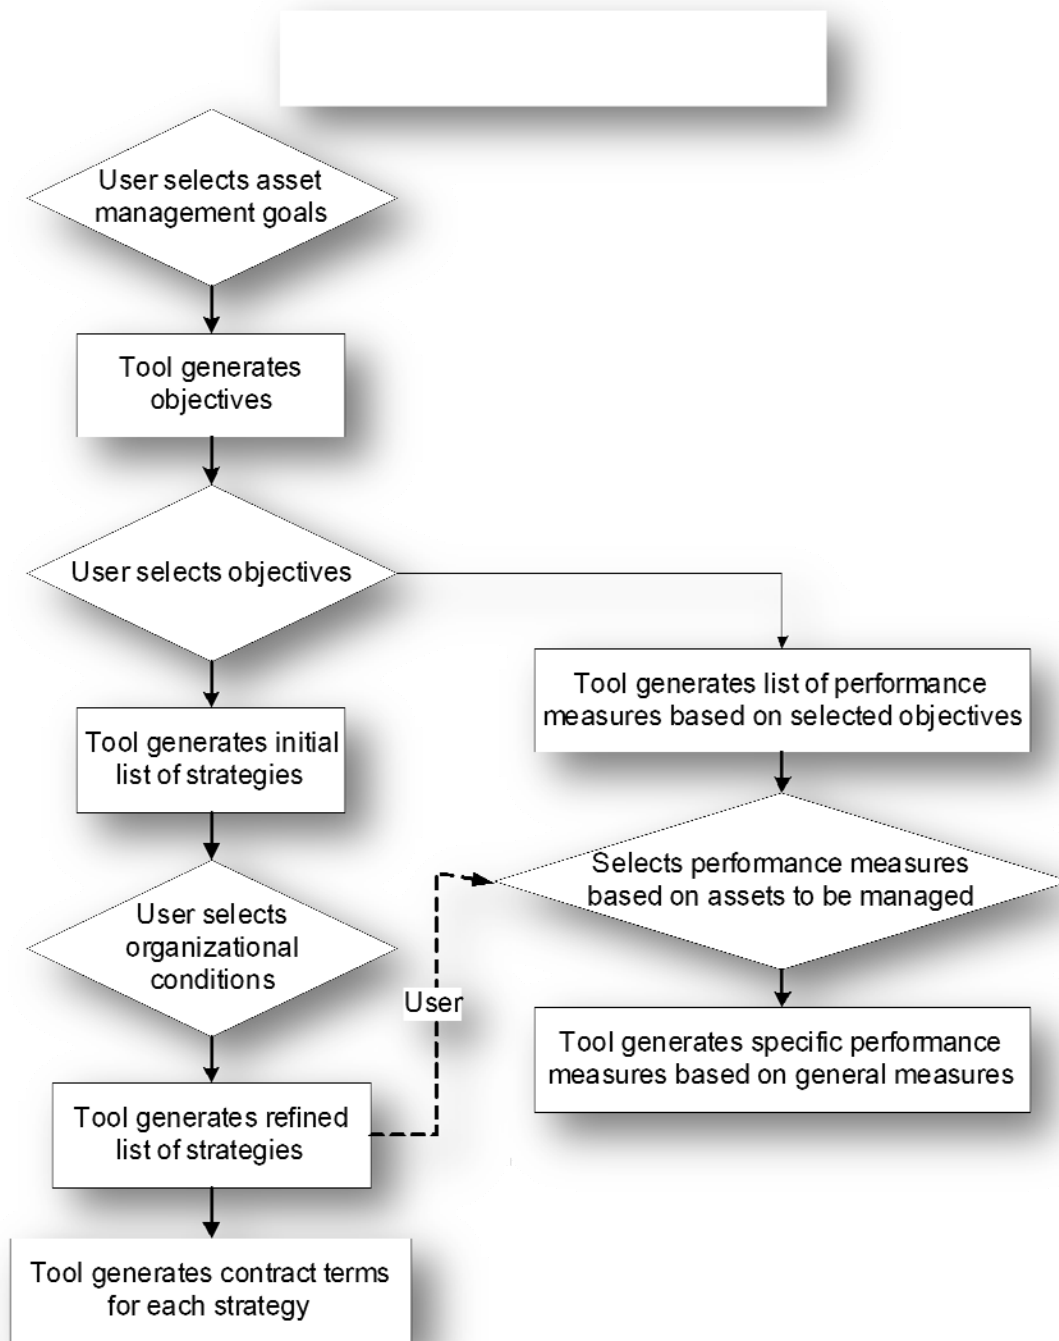 User selects asset
management goals
Tool generates
objectives
User selects objectives
Tool generates initial
list of strategies
User selects
organizational
conditions
Tool generates refined
list of strategies
Tool generates contract terms
for each strategy
User
Tool generates list of performance
measures based on selected objectives
Selects performance measures
based on assets to be managed
Tool generates specific performance
measures based on general measures